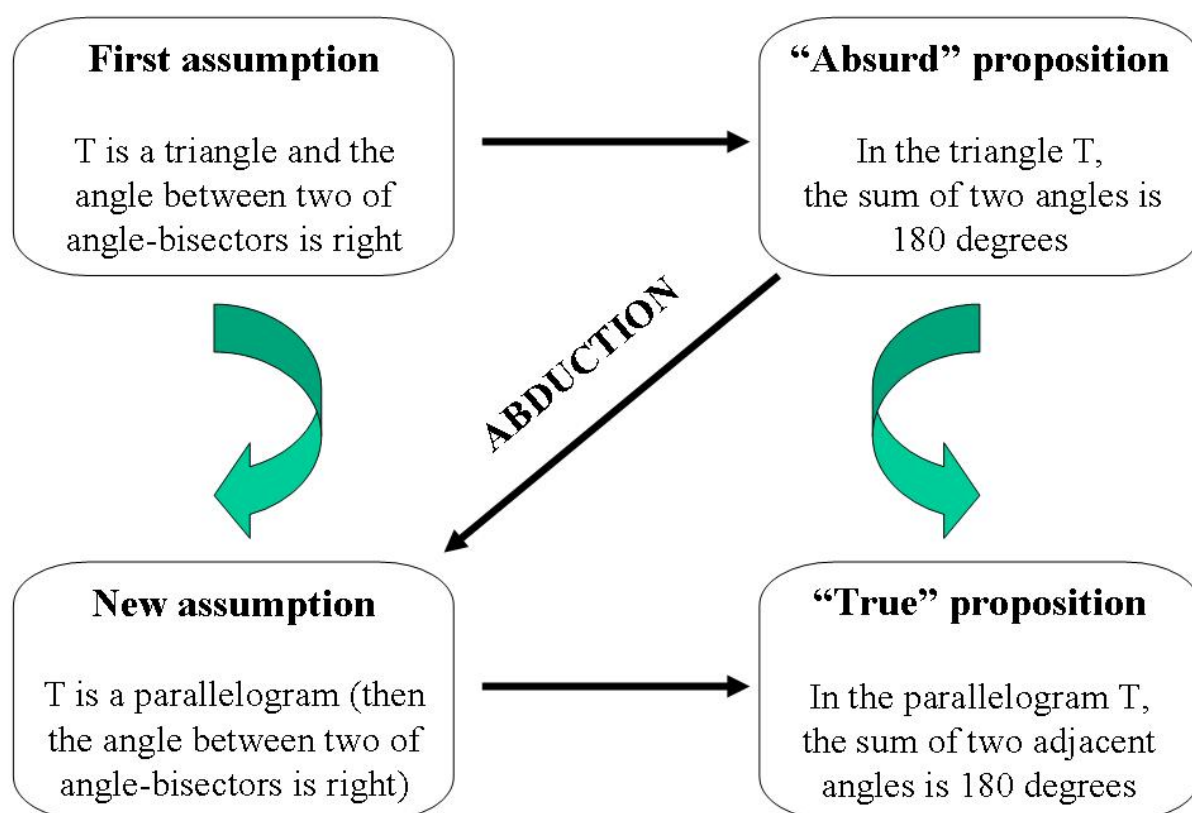 First assumption
T is a triangle and the
angle between two of
angle-bisectors is right
“Absurd” proposition
In the triangle T,
the sum of two angles is
180 degrees
ABDUCTION
New assumption
T is a parallelogram (then
the angle between two of
angle-bisectors is right)
“True” proposition
In the parallelogram T,
the sum of two adjacent
angles is 180 degrees